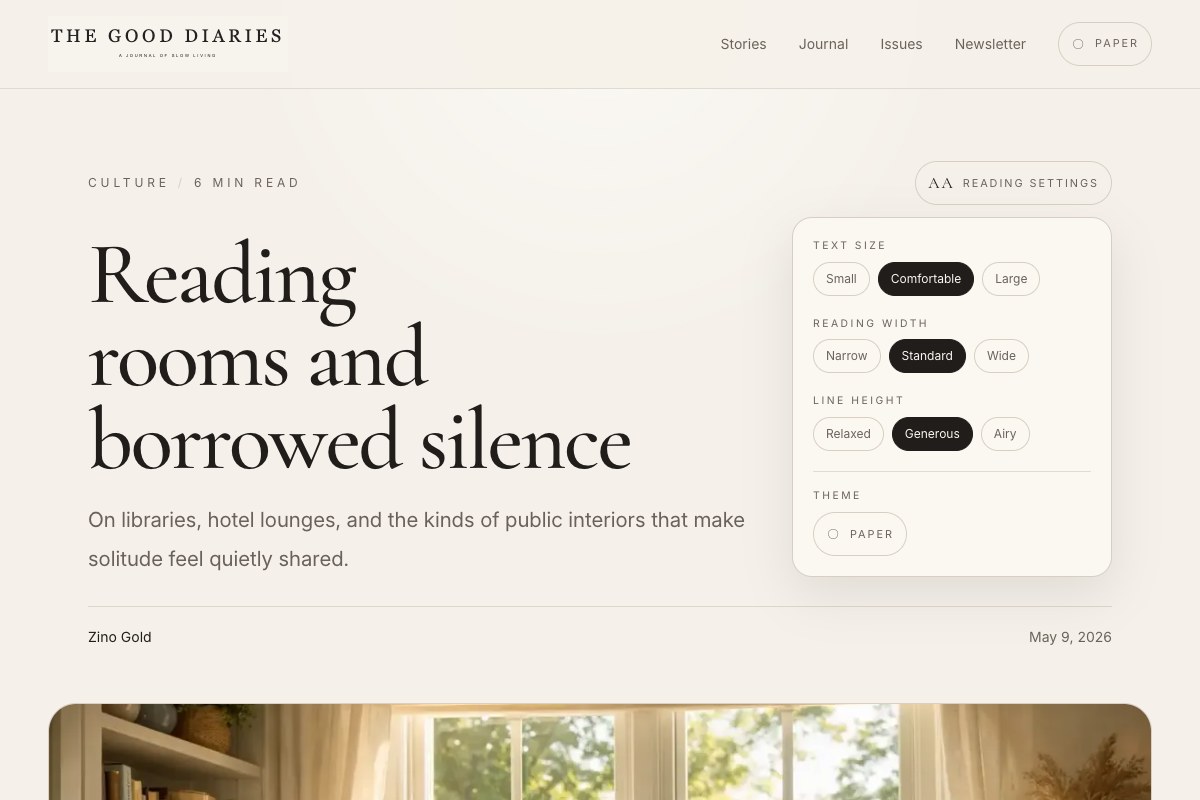 THE GOOD DIARIES
A JOURNAL OF SLOW LIVING
Stories Journal Issues Newsletter PAPER
CULTURE / 6 MIN READ
AA READING SETTINGS
Reading
rooms and
borrowed silence
On libraries, hotel lounges, and the kinds of public interiors that make
solitude feel quietly shared.
TEXT SIZE
Small Comfortable Large
READING WIDTH
Narrow Standard Wide
LINE HEIGHT
Relaxed Generous Airy
THEME
PAPER
Zino Gold
May 9, 2026